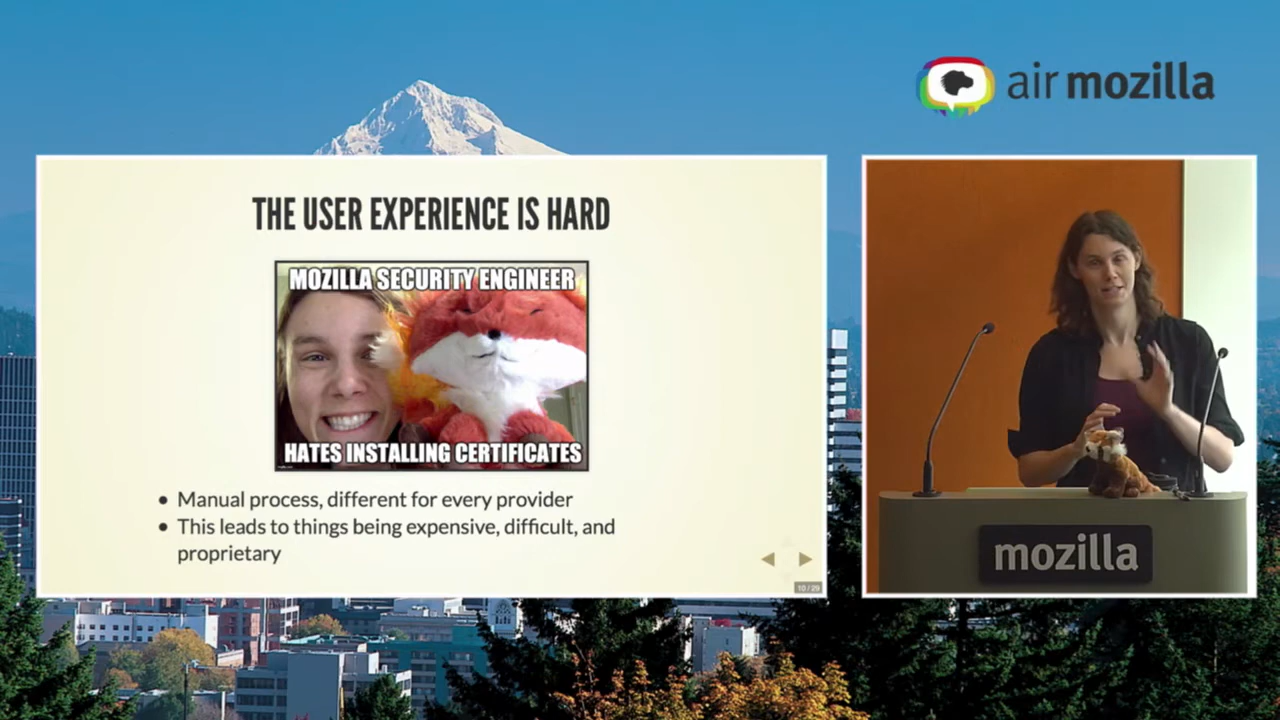 air mozilla
THE USER EXPERIENCE IS HARD
MOZILLA SECURITY ENGINEER
HATES INSTALLING CERTIFICATES
• Manual process, different for every provider
• This leads to things being expensive, difficult, and
proprietary
10 / 29
mozilla